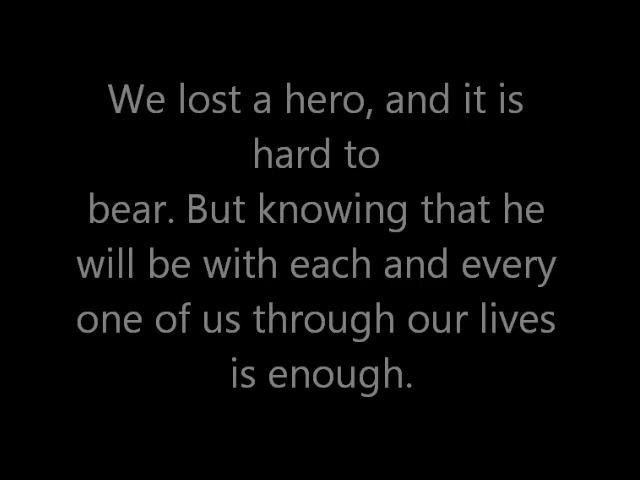 We lost a hero, and it is
hard to
bear. But knowing that he
will be with each and every
one of us through our lives
is enough.